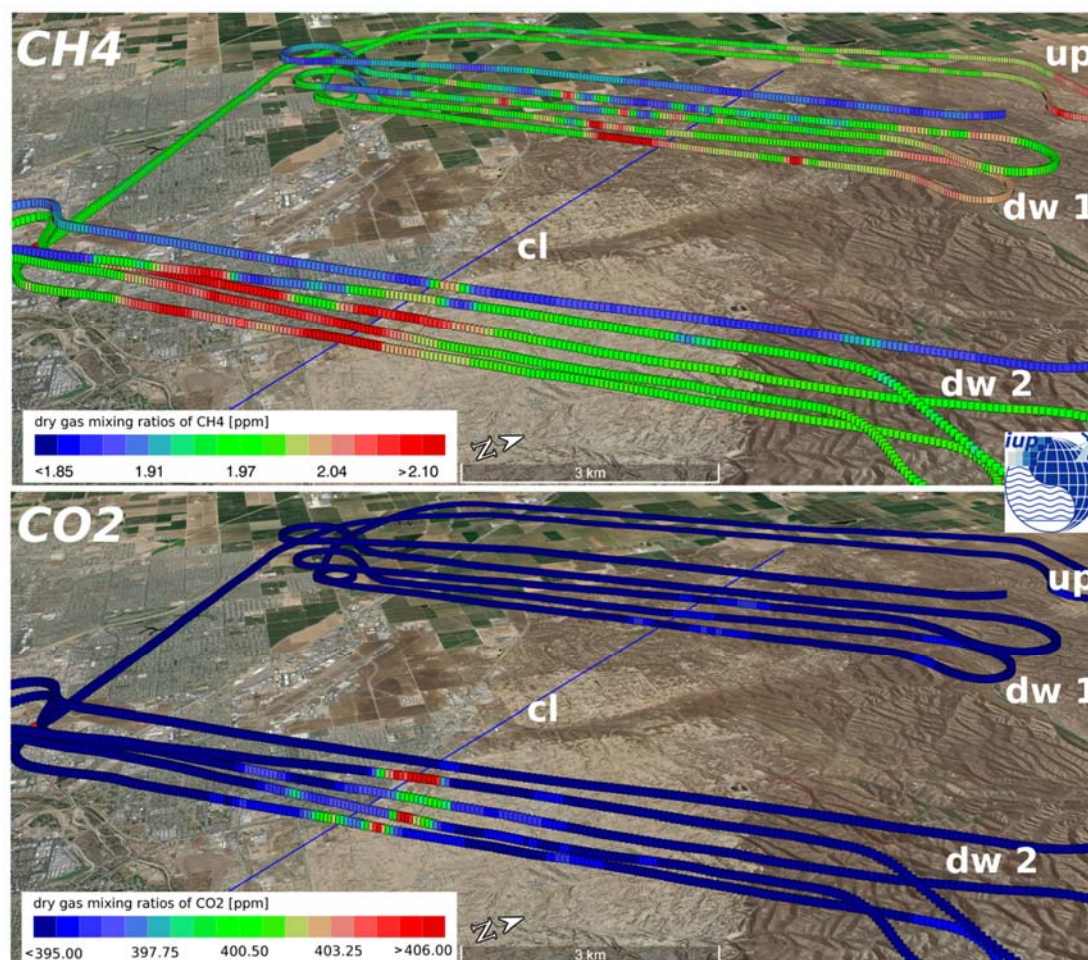 CH4
up
dw 1
cl
dw 2
dry gas mixing ratios of CH4 [ppm]
<1.85 1.91 1.97 2.04 >2.10
N
3 km
iup
CO2
up
dw 1
cl
dw 2
dry gas mixing ratios of CO2 [ppm]
<395.00 397.75 400.50 403.25 >406.00
N
3 km